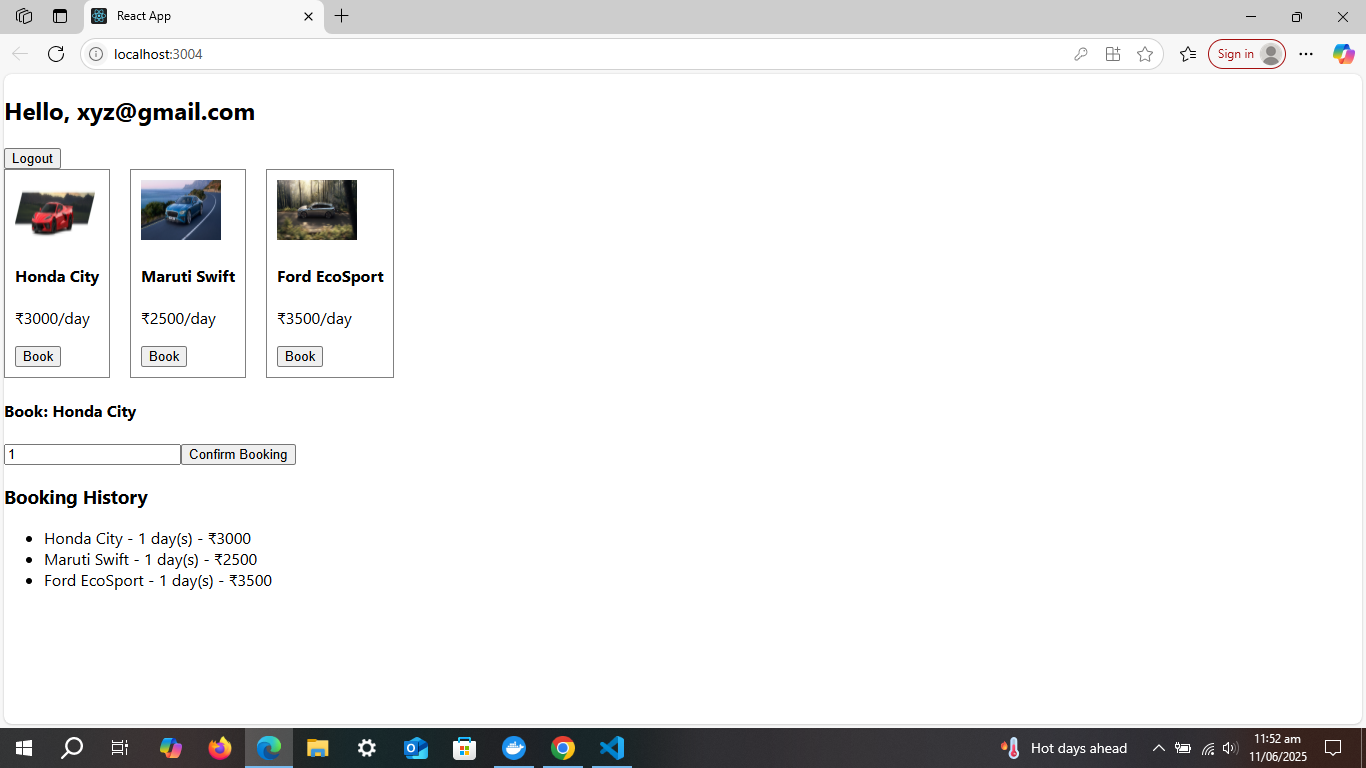 React App
localhost:3004
Sign in
Hello, xyz@gmail.com
Logout
Honda City
₹3000/day
Book
Maruti Swift
₹2500/day
Book
Ford EcoSport
₹3500/day
Book
Book: Honda City
1
Confirm Booking
Booking History
Honda City - 1 day(s) - ₹3000
Maruti Swift - 1 day(s) - ₹2500
Ford EcoSport - 1 day(s) - ₹3500
Hot days ahead
11:52 am
11/06/2025